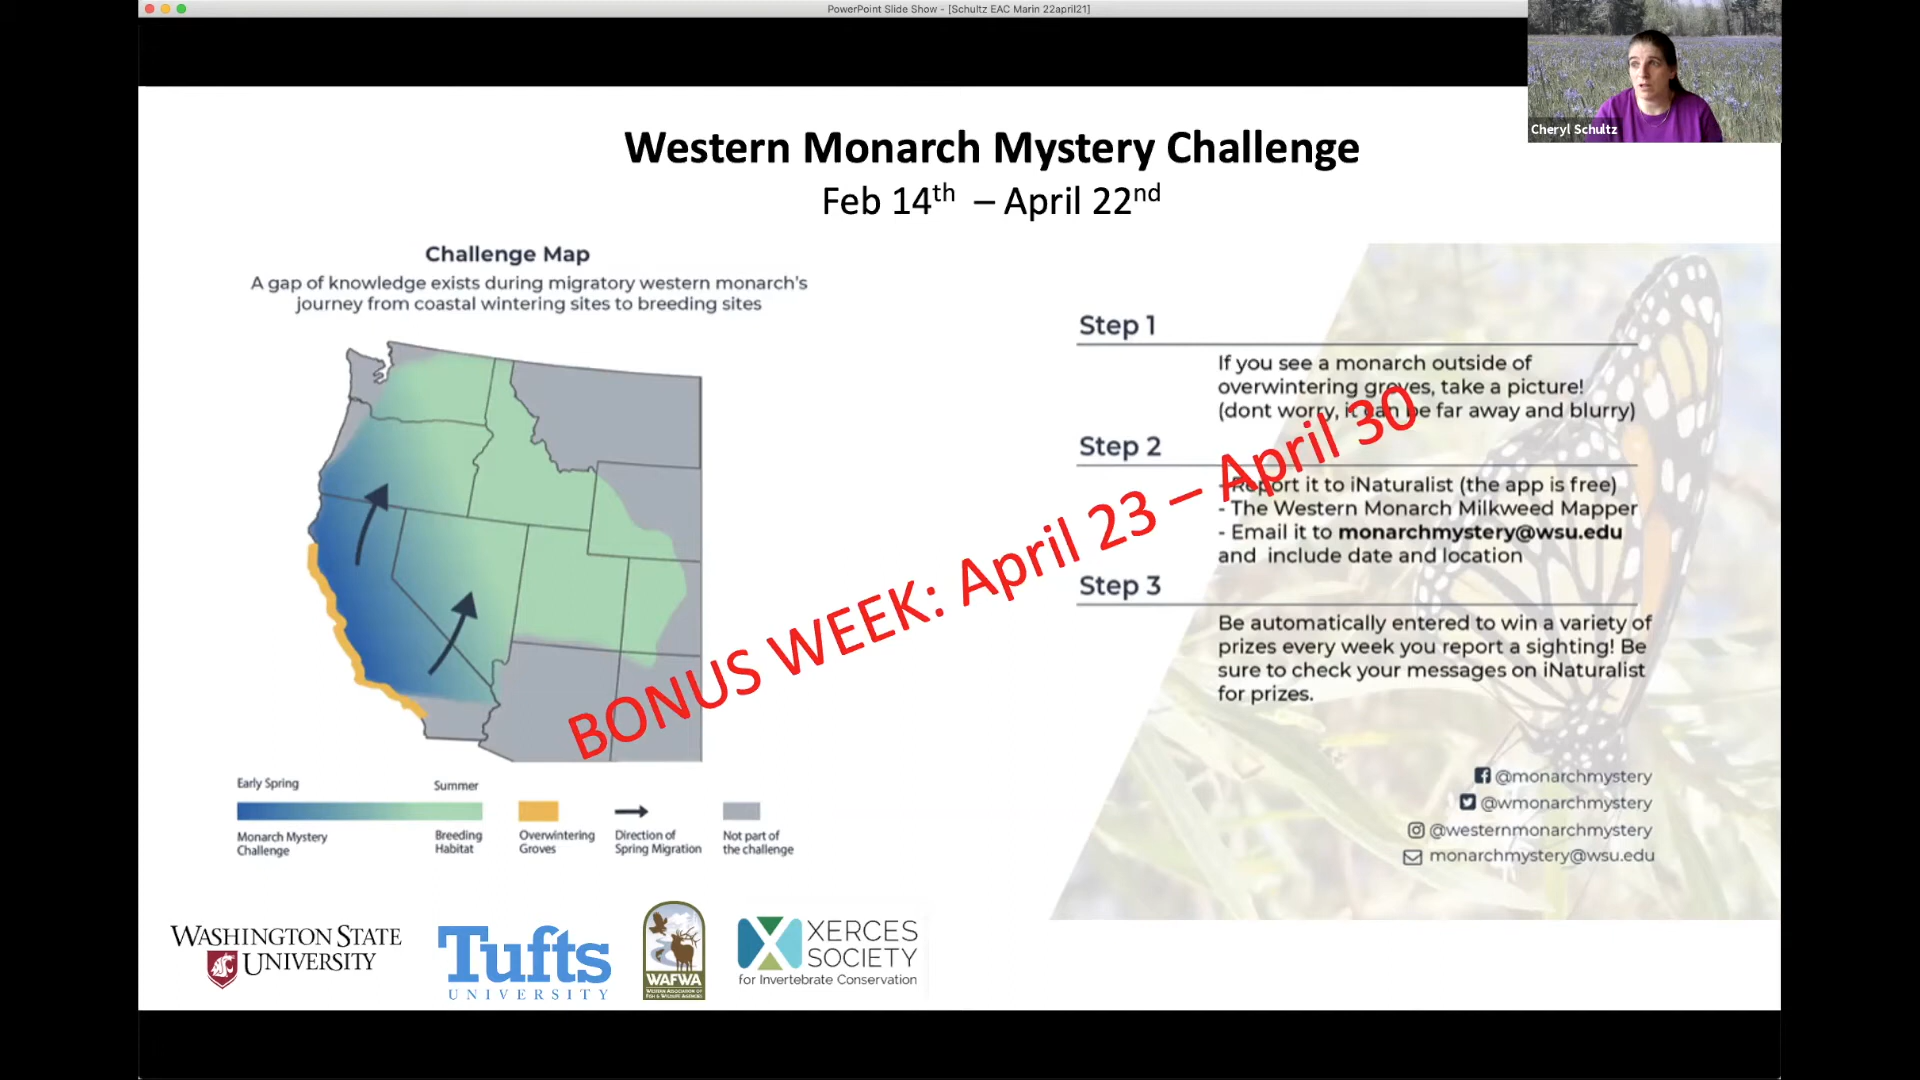 PowerPoint Slide Show - [Schultz EAC Marin 22april21]
Cheryl Schultz
Western Monarch Mystery Challenge
Feb 14th – April 22nd
Challenge Map
A gap of knowledge exists during migratory western monarch's
journey from coastal wintering sites to breeding sites
Step 1
If you see a monarch outside of
overwintering groves, take a picture!
(dont worry, it can be far away and blurry)
Step 2
- Report it to iNaturalist (the app is free)
- The Western Monarch Milkweed Mapper
- Email it to monarchmystery@wsu.edu
and include date and location
Step 3
Be automatically entered to win a variety of
prizes every week you report a sighting! Be
sure to check your messages on iNaturalist
for prizes.
BONUS WEEK: April 23 – April 30
Early Spring
Summer
Monarch Mystery
Challenge
Breeding
Habitat
Overwintering
Groves
Direction of
Spring Migration
Not part of
the challenge
@monarchmystery
@wmonarchmystery
@westernmonarchmystery
monarchmystery@wsu.edu
WASHINGTON STATE
UNIVERSITY
Tufts
UNIVERSITY
WAFWA
WESTERN ASSOCIATION OF
FISH & WILDLIFE AGENCIES
XERCES
SOCIETY
for Invertebrate Conservation